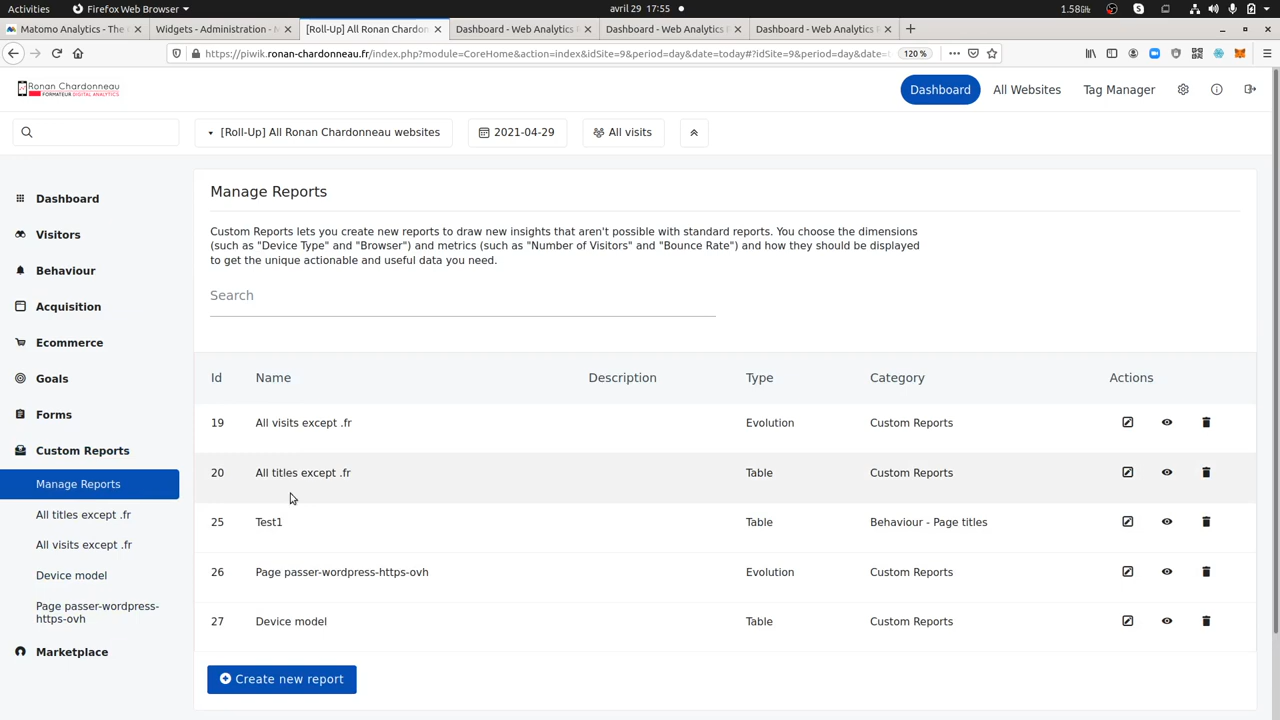 Activities
Firefox Web Browser
avril 29 17:55
1.58GHz
Matomo Analytics - The
Widgets - Administration -
[Roll-Up] All Ronan Chardon
Dashboard - Web Analytics
Dashboard - Web Analytics
Dashboard - Web Analytics
https://piwik.ronan-chardonneau.fr/index.php?module=CoreHome&action=index&idSite=9&period=day&date=today#?idSite=9&period=day&date=
120 %
Ronan Chardonneau
FORMATEUR DIGITAL ANALYTICS
Dashboard
All Websites
Tag Manager
[Roll-Up] All Ronan Chardonneau websites
2021-04-29
All visits
Dashboard
Visitors
Behaviour
Acquisition
Ecommerce
Goals
Forms
Custom Reports
Manage Reports
All titles except .fr
All visits except .fr
Device model
Page passer-wordpress-
https-ovh
Marketplace
Manage Reports
Custom Reports lets you create new reports to draw new insights that aren't possible with standard reports. You choose the dimensions
(such as "Device Type" and "Browser") and metrics (such as "Number of Visitors" and "Bounce Rate") and how they should be displayed
to get the unique actionable and useful data you need.
Search
Id Name Description Type Category Actions
19 All visits except .fr Evolution Custom Reports
20 All titles except .fr Table Custom Reports
25 Test1 Table Behaviour - Page titles
26 Page passer-wordpress-https-ovh Evolution Custom Reports
27 Device model Table Custom Reports
Create new report